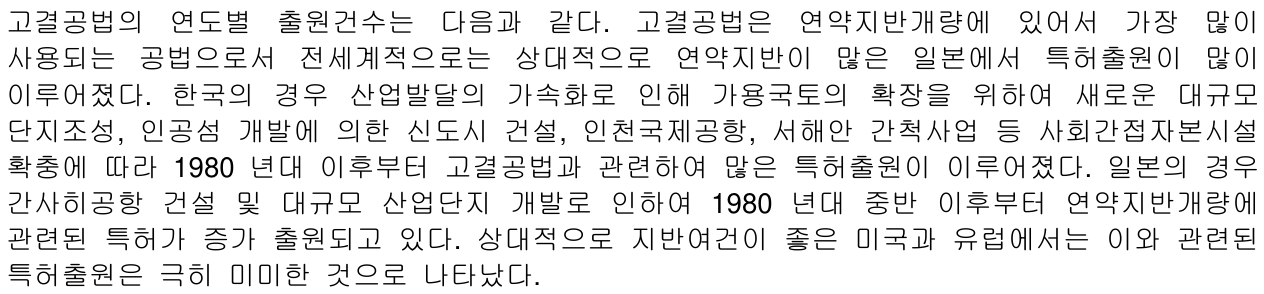 고결공법의 연도별 출원건수는 다음과 같다. 고결공법은 연약지반개량에 있어서 가장 많이
사용되는 공법으로서 전세계적으로는 상대적으로 연약지반이 많은 일본에서 특허출원이 많이
이루어졌다. 한국의 경우 산업발달의 가속화로 인해 가용국토의 확장을 위하여 새로운 대규모
단지조성, 인공섬 개발에 의한 신도시 건설, 인천국제공항, 서해안 간척사업 등 사회간접자본시설
확충에 따라 1980 년대 이후부터 고결공법과 관련하여 많은 특허출원이 이루어졌다. 일본의 경우
간사히공항 건설 및 대규모 산업단지 개발로 인하여 1980 년대 중반 이후부터 연약지반개량에
관련된 특허가 증가 출원되고 있다. 상대적으로 지반여건이 좋은 미국과 유럽에서는 이와 관련된
특허출원은 극히 미미한 것으로 나타났다.